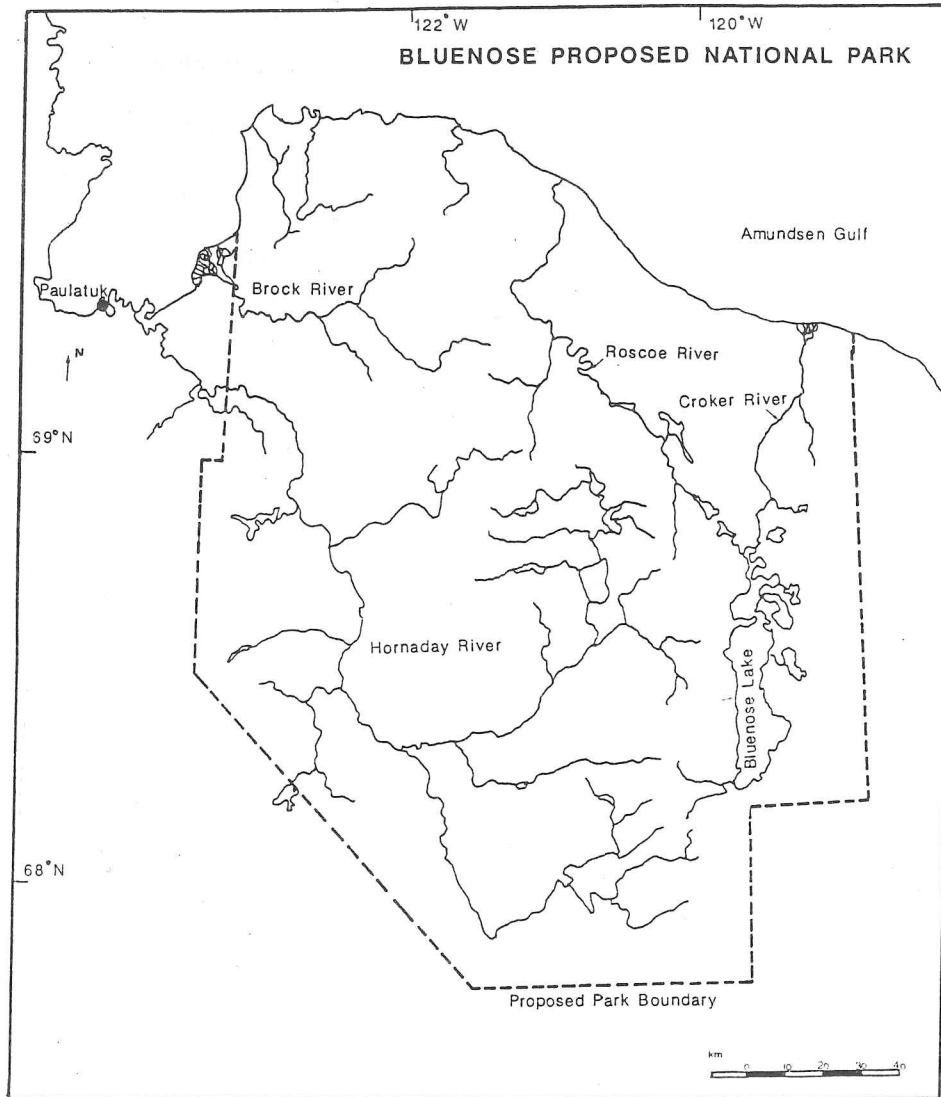 122°W
120°W
BLUENOSE PROPOSED NATIONAL PARK
Amundsen Gulf
Paulatuk
Brock River
N
Roscoe River
Croker River
69°N
Hornaday River
Bluenose Lake
68°N
Proposed Park Boundary
km
0 10 20 30 40